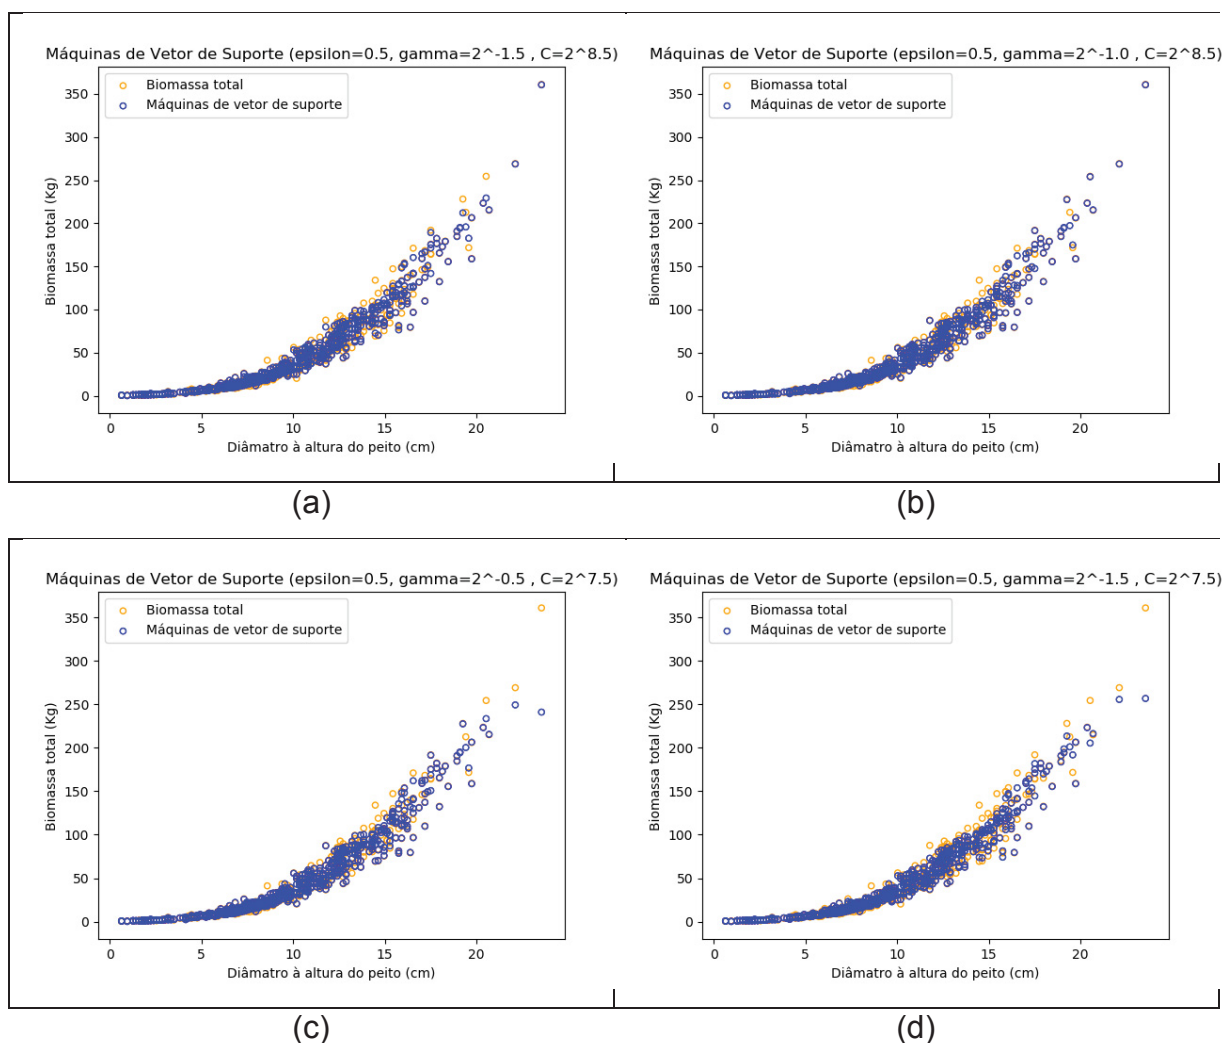 Máquinas de Vetor de Suporte (epsilon=0.5, gamma=2^-1.5 , C=2^8.5)
Biomassa total
Máquinas de vetor de suporte
Biomassa total (Kg)
350
300
250
200
150
100
50
0
0 5 10 15 20
Diâmatro à altura do peito (cm)
(a)
Máquinas de Vetor de Suporte (epsilon=0.5, gamma=2^-1.0 , C=2^8.5)
Biomassa total
Máquinas de vetor de suporte
Biomassa total (Kg)
350
300
250
200
150
100
50
0
0 5 10 15 20
Diâmatro à altura do peito (cm)
(b)
Máquinas de Vetor de Suporte (epsilon=0.5, gamma=2^-0.5 , C=2^7.5)
Biomassa total
Máquinas de vetor de suporte
Biomassa total (Kg)
350
300
250
200
150
100
50
0
0 5 10 15 20
Diâmatro à altura do peito (cm)
(c)
Máquinas de Vetor de Suporte (epsilon=0.5, gamma=2^-1.5 , C=2^7.5)
Biomassa total
Máquinas de vetor de suporte
Biomassa total (Kg)
350
300
250
200
150
100
50
0
0 5 10 15 20
Diâmatro à altura do peito (cm)
(d)